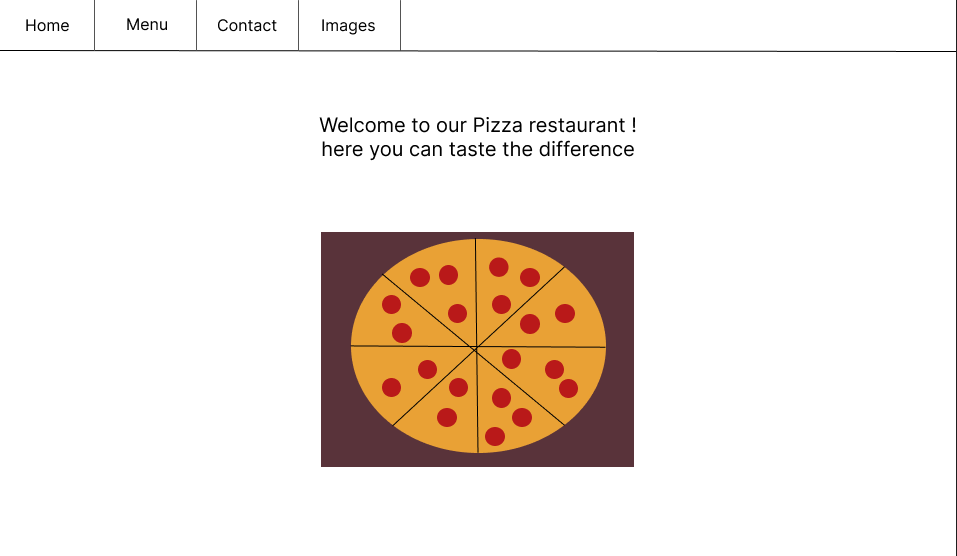 Home Menu Contact Images
Welcome to our Pizza restaurant !
here you can taste the difference